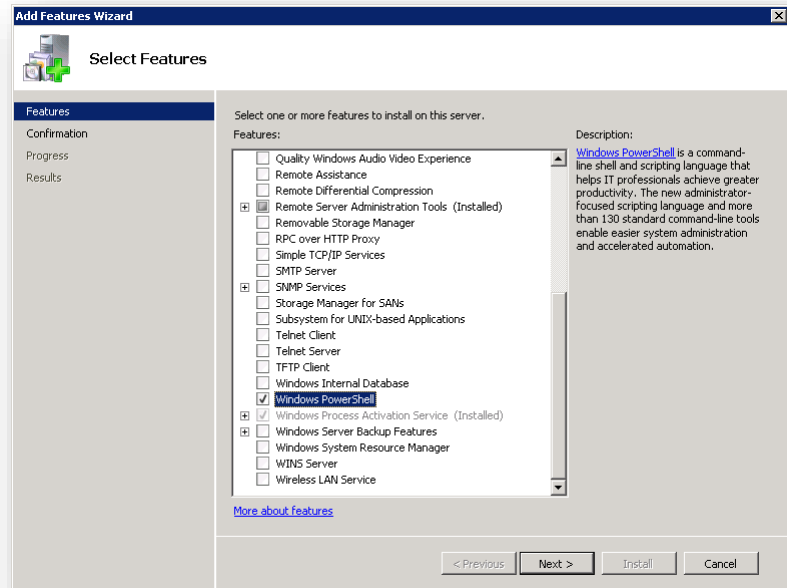 Add Features Wizard
Select Features
Features
Confirmation
Progress
Results
Select one or more features to install on this server.
Features:
Quality Windows Audio Video Experience
Remote Assistance
Remote Differential Compression
Remote Server Administration Tools (Installed)
Removable Storage Manager
RPC over HTTP Proxy
Simple TCP/IP Services
SMTP Server
SNMP Services
Storage Manager for SANs
Subsystem for UNIX-based Applications
Telnet Client
Telnet Server
TFTP Client
Windows Internal Database
Windows PowerShell
Windows Process Activation Service (Installed)
Windows Server Backup Features
Windows System Resource Manager
WINS Server
Wireless LAN Service
More about features
Description:
Windows PowerShell is a command-
line shell and scripting language that
helps IT professionals achieve greater
productivity. The new administrator-
focused scripting language and more
than 130 standard command-line tools
enable easier system administration
and accelerated automation.
< Previous
Next >
Install
Cancel